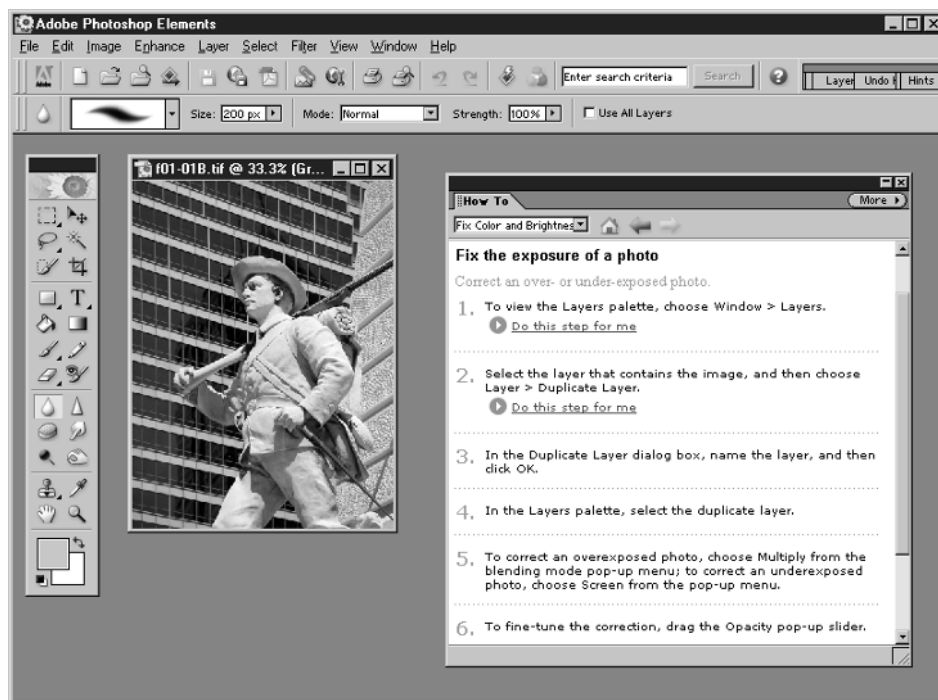 Adobe Photoshop Elements
File Edit Image Enhance Layer Select Filter View Window Help
Enter search criteria Search Layer Undo Hints
Size: 200 px Mode: Normal Strength: 100% Use All Layers
f01-01B.tif @ 33.3% (Gr...
How To More
Fix Color and Brightnes
Fix the exposure of a photo
Correct an over- or under-exposed photo.
1. To view the Layers palette, choose Window > Layers.
Do this step for me
2. Select the layer that contains the image, and then choose
Layer > Duplicate Layer.
Do this step for me
3. In the Duplicate Layer dialog box, name the layer, and then
click OK.
4. In the Layers palette, select the duplicate layer.
5. To correct an overexposed photo, choose Multiply from the
blending mode pop-up menu; to correct an underexposed
photo, choose Screen from the pop-up menu.
6. To fine-tune the correction, drag the Opacity pop-up slider.